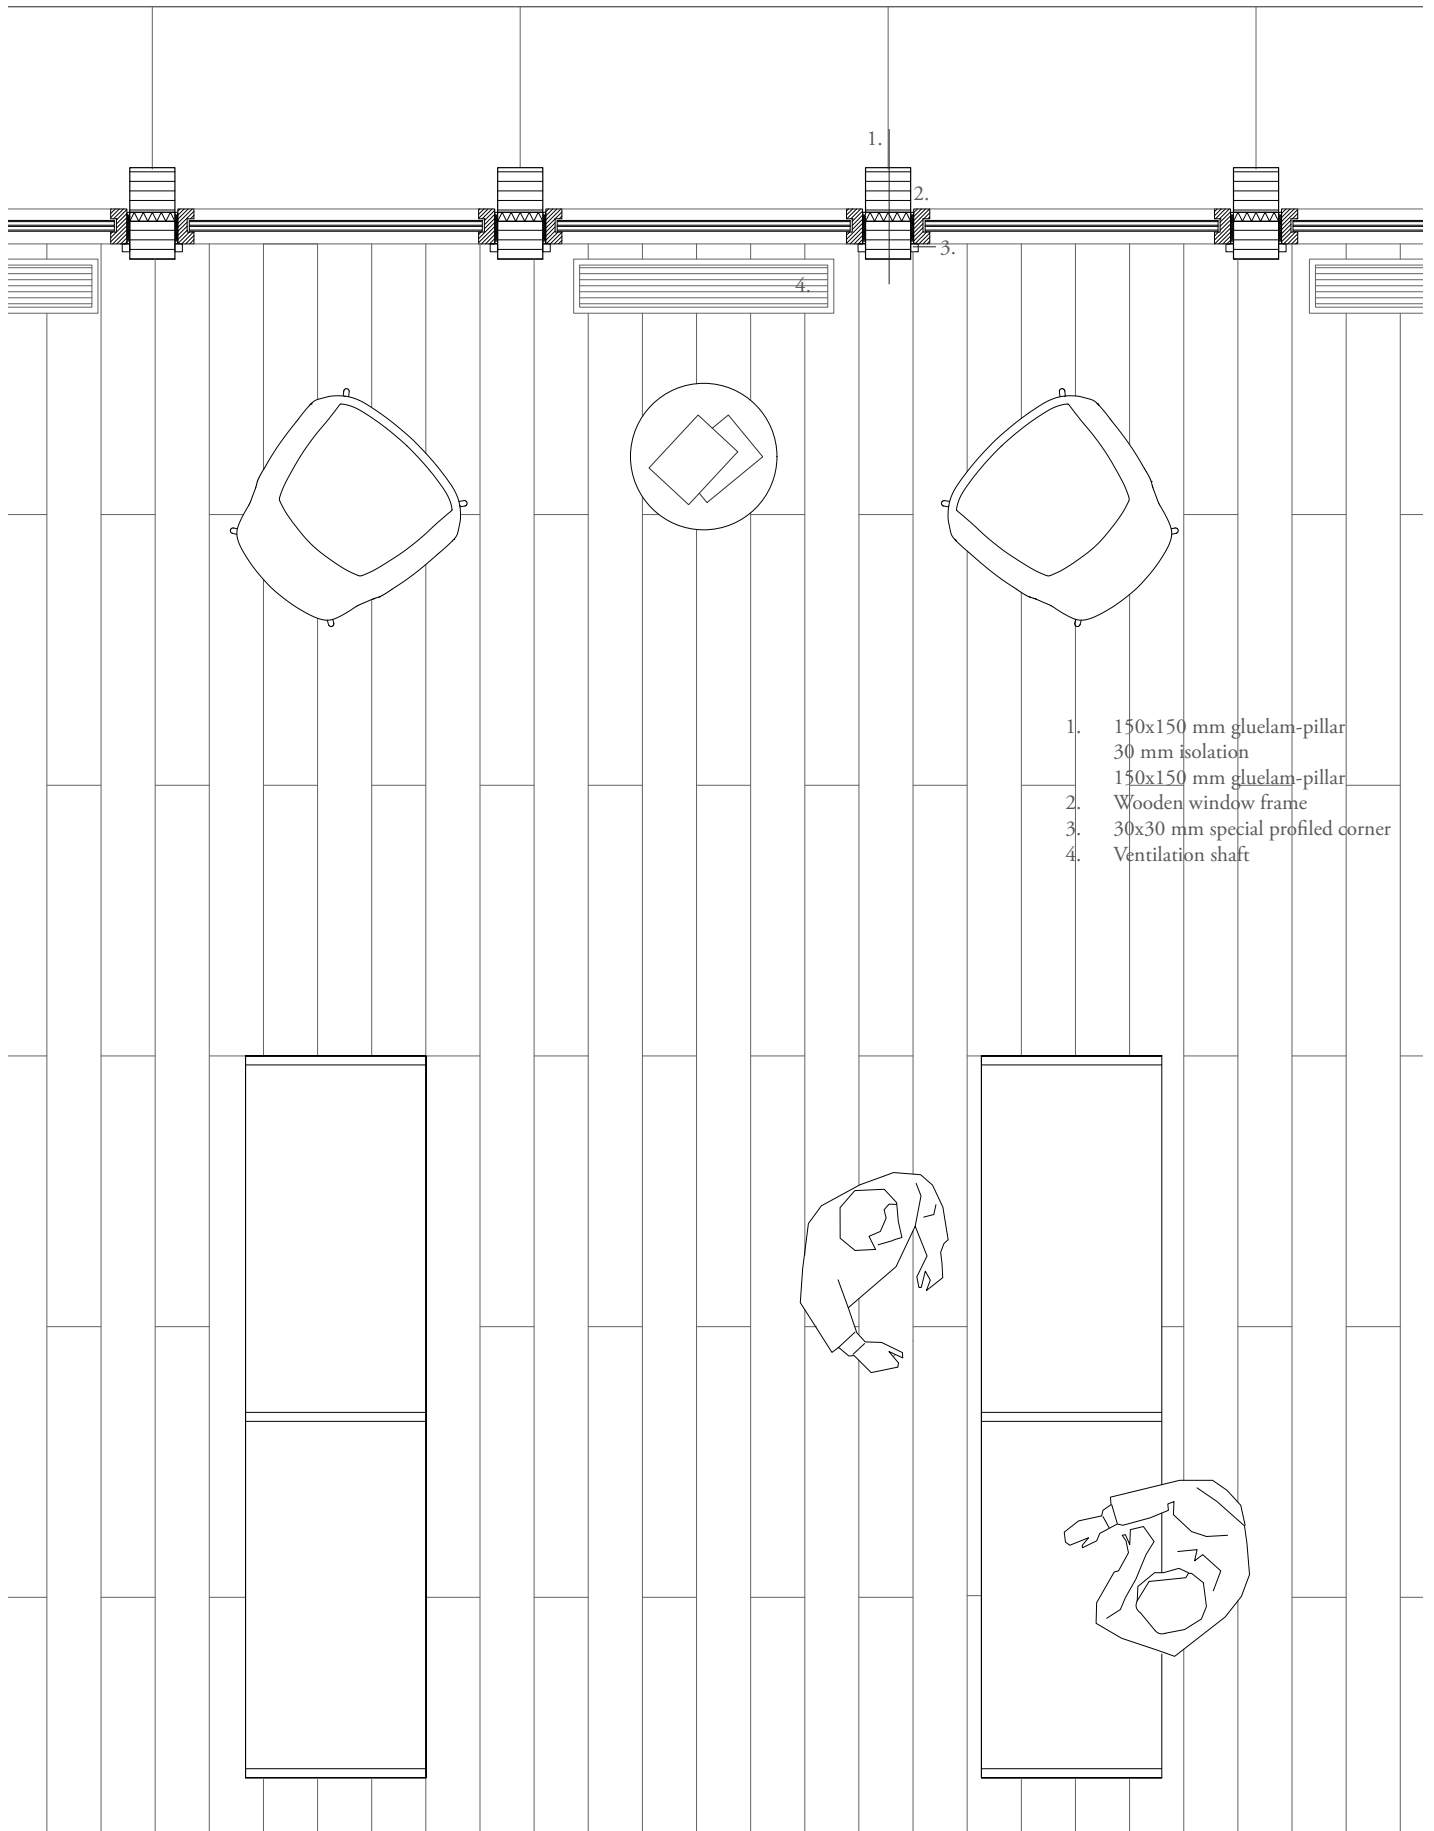 1.
2.
3.
4.
1. 150x150 mm gluelam-pillar
30 mm isolation
150x150 mm gluelam-pillar
2. Wooden window frame
3. 30x30 mm special profiled corner
4. Ventilation shaft